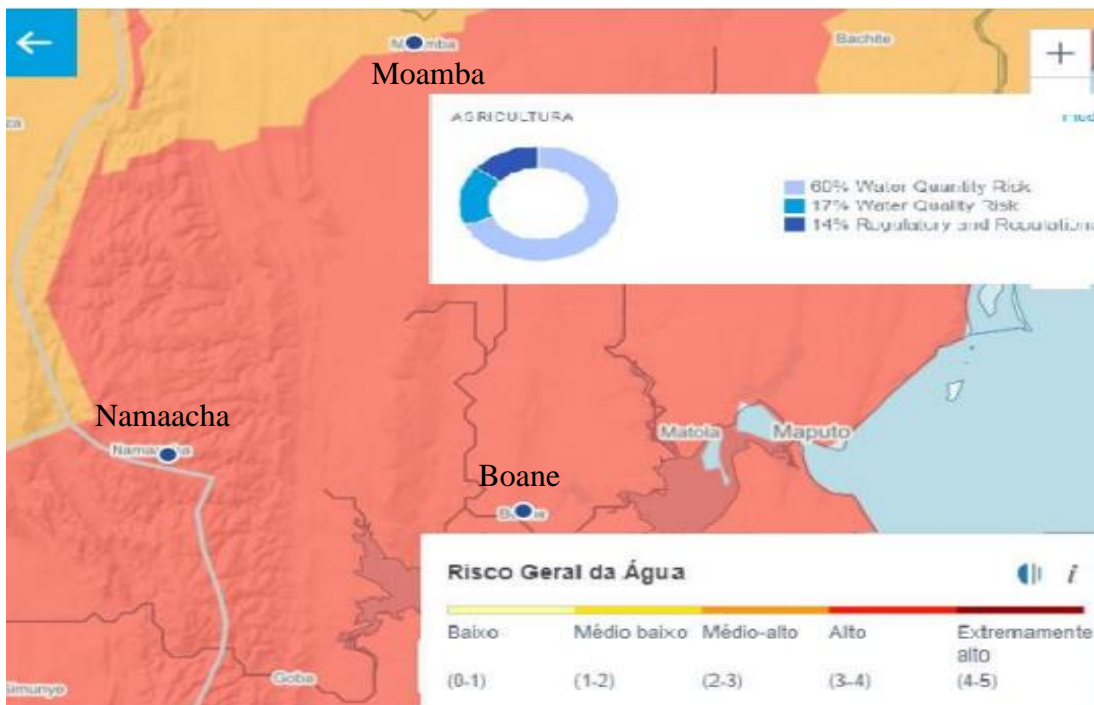 Bachite
Moamba
AGRICULTURA
60% Water Quantity Risk
17% Water Quality Risk
14% Regulatory and Reputationa
Namaacha
Matola
Maputo
Boane
Risco Geral da Água
i
Baixo
Médio baixo
Médio-alto
Alto
Extremamente
alto
(0-1)
(1-2)
(2-3)
(3-4)
(4-5)
Goba
Simunye